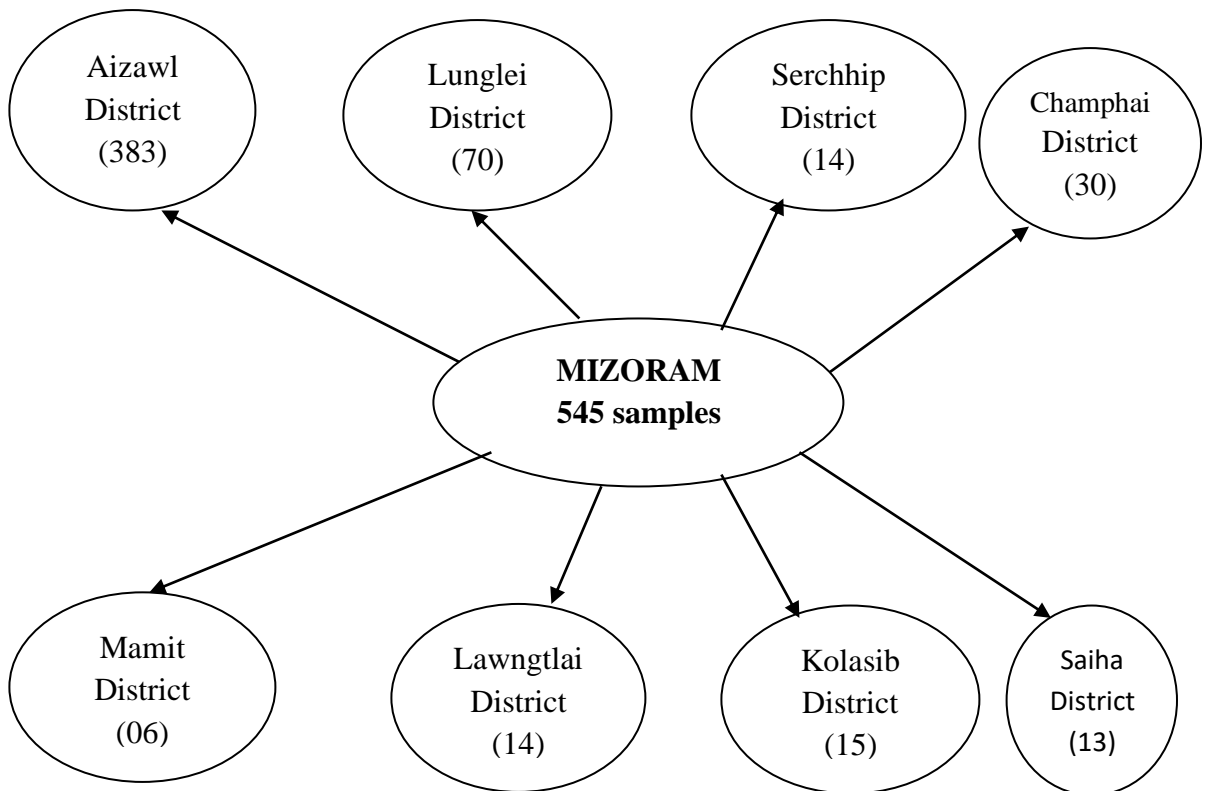 Aizawl
District
(383)
Lunglei
District
(70)
Serchhip
District
(14)
Champhai
District
(30)
MIZORAM
545 samples
Mamit
District
(06)
Lawngtlai
District
(14)
Kolasib
District
(15)
Saiha
District
(13)